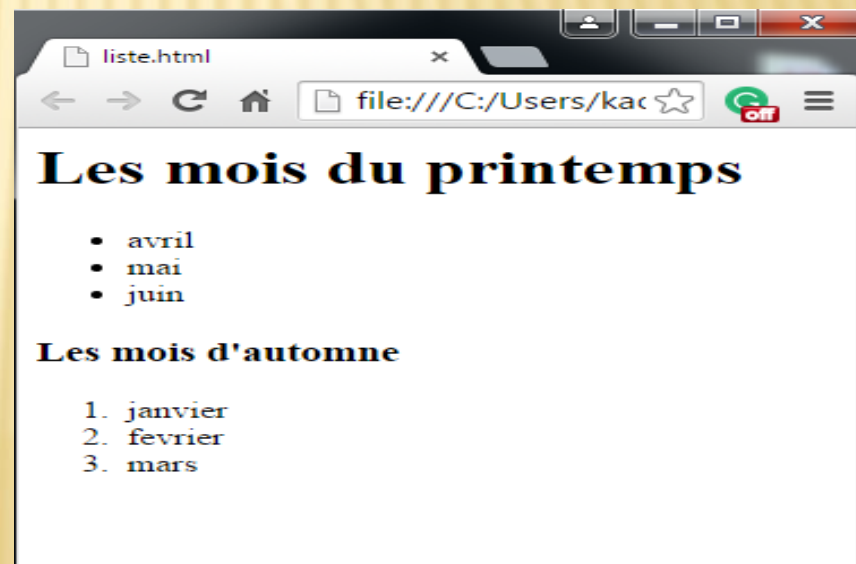 liste.html
file:///C:/Users/kac
off
Les mois du printemps
avril
mai
juin
Les mois d'automne
1. janvier
2. fevrier
3. mars